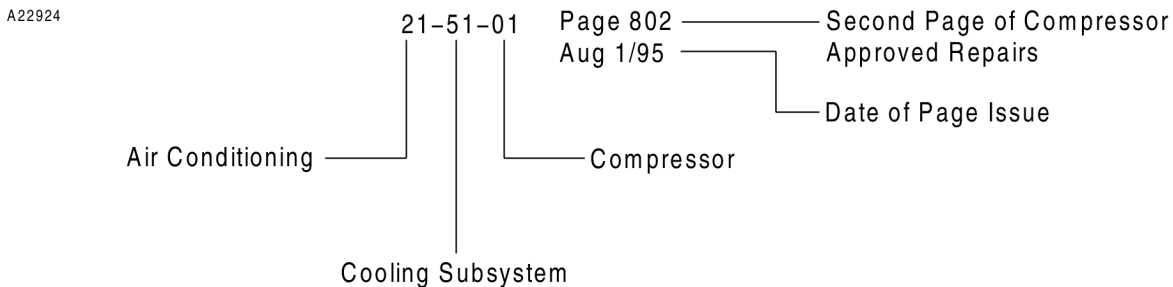 A22924
21–51–01
Page 802
Second Page of Compressor
Aug 1/95
Approved Repairs
Date of Page Issue
Air Conditioning
Compressor
Cooling Subsystem